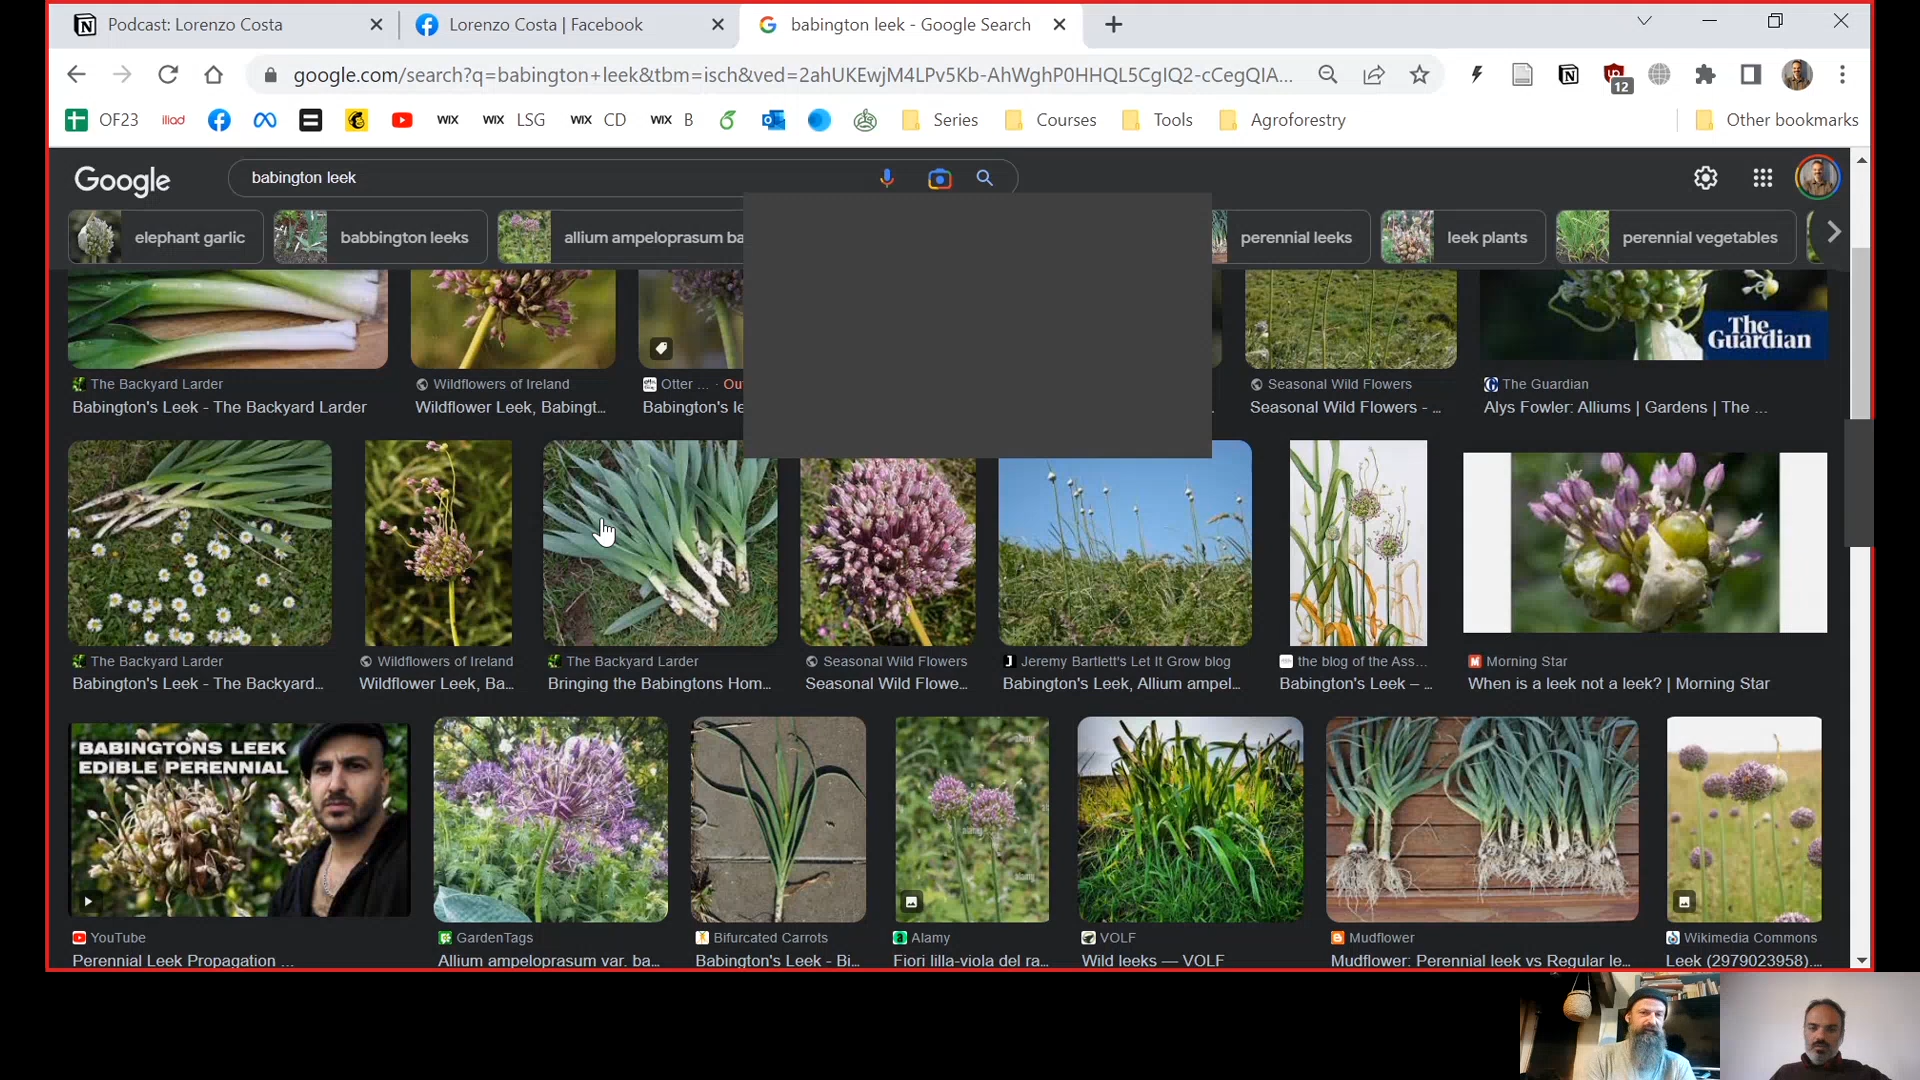 Podcast: Lorenzo Costa
Lorenzo Costa | Facebook
babington leek - Google Search
google.com/search?q=babington+leek&tbm=isch&ved=2ahUKEwjM4LPv5Kb-AhWghP0HHQL5CgIQ2-cCegQIA...
12
OF23
iliad
WIX
WIX LSG
WIX CD
WIX B
Series
Courses
Tools
Agroforestry
Other bookmarks
Google
babington leek
elephant garlic
babbington leeks
allium ampeloprasum ba
perennial leeks
leek plants
perennial vegetables
The Guardian
The Backyard Larder
Babington's Leek - The Backyard Larder
Wildflowers of Ireland
Wildflower Leek, Babingt...
Otter ... · Ou
Babington's le
Seasonal Wild Flowers
Seasonal Wild Flowers - ...
The Guardian
Alys Fowler: Alliums | Gardens | The ...
The Backyard Larder
Babington's Leek - The Backyard...
Wildflowers of Ireland
Wildflower Leek, Ba...
The Backyard Larder
Bringing the Babingtons Hom...
Seasonal Wild Flowers
Seasonal Wild Flowe...
Jeremy Bartlett's Let It Grow blog
Babington's Leek, Allium ampel...
the blog of the Ass...
Babington's Leek – ...
Morning Star
When is a leek not a leek? | Morning Star
BABINGTONS LEEK
EDIBLE PERENNIAL
YouTube
Perennial Leek Propagation ...
GardenTags
Allium ampeloprasum var. ba...
Bifurcated Carrots
Babington's Leek - Bi...
alamy
Alamy
Fiori lilla-viola del ra...
VOLF
Wild leeks — VOLF
Mudflower
Mudflower: Perennial leek vs Regular le...
Wikimedia Commons
Leek (2979023958)....